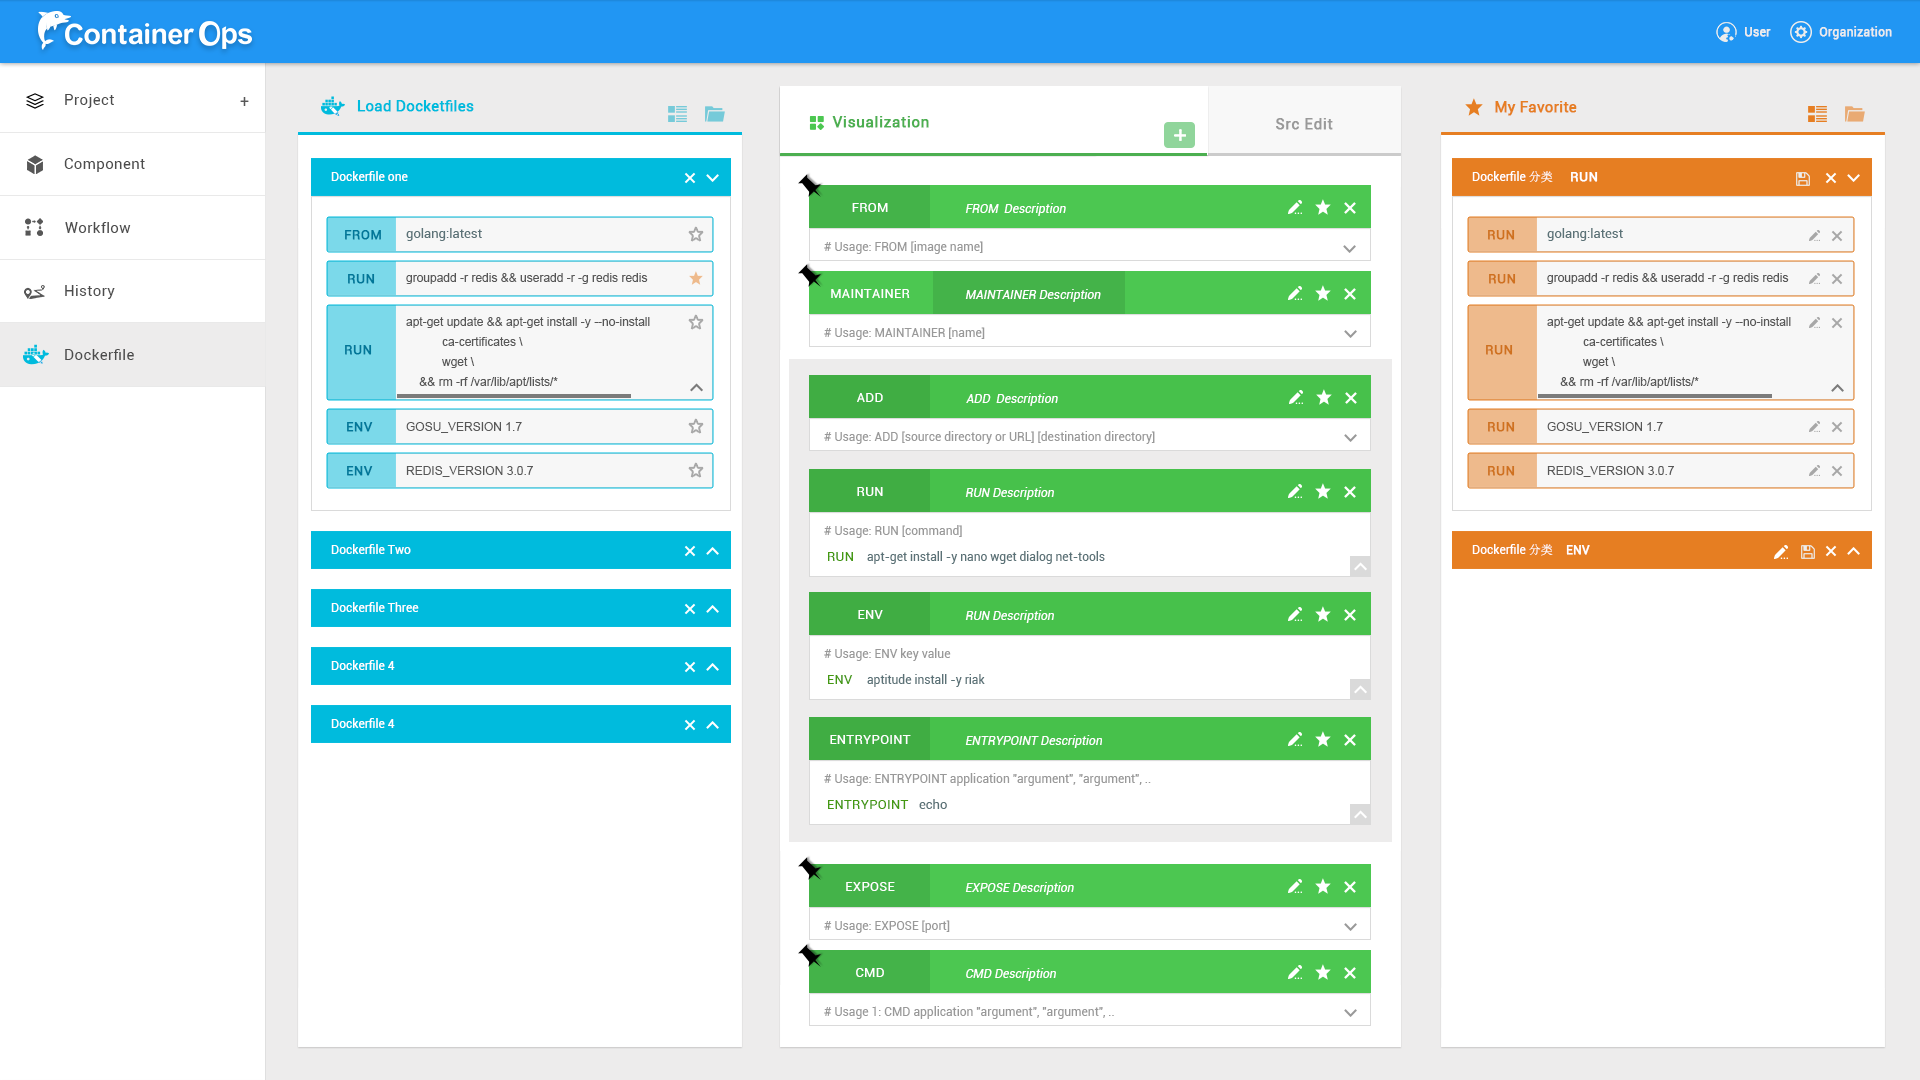 Container Ops
User
Organization
Project
+
Component
Workflow
History
Dockerfile
Load Docketfiles
Dockerfile one
FROM golang:latest
RUN groupadd -r redis && useradd -r -g redis redis
RUN apt-get update && apt-get install -y --no-install
ca-certificates \
wget \
&& rm -rf /var/lib/apt/lists/*
ENV GOSU_VERSION 1.7
ENV REDIS_VERSION 3.0.7
Dockerfile Two
Dockerfile Three
Dockerfile 4
Dockerfile 4
Visualization
Src Edit
FROM FROM Description
# Usage: FROM [image name]
MAINTAINER MAINTAINER Description
# Usage: MAINTAINER [name]
ADD ADD Description
# Usage: ADD [source directory or URL] [destination directory]
RUN RUN Description
# Usage: RUN [command]
RUN apt-get install -y nano wget dialog net-tools
ENV RUN Description
# Usage: ENV key value
ENV aptitude install -y riak
ENTRYPOINT ENTRYPOINT Description
# Usage: ENTRYPOINT application "argument", "argument", ..
ENTRYPOINT echo
EXPOSE EXPOSE Description
# Usage: EXPOSE [port]
CMD CMD Description
# Usage 1: CMD application "argument", "argument", ..
My Favorite
Dockerfile 分类 RUN
RUN golang:latest
RUN groupadd -r redis && useradd -r -g redis redis
RUN apt-get update && apt-get install -y --no-install
ca-certificates \
wget \
&& rm -rf /var/lib/apt/lists/*
RUN GOSU_VERSION 1.7
RUN REDIS_VERSION 3.0.7
Dockerfile 分类 ENV